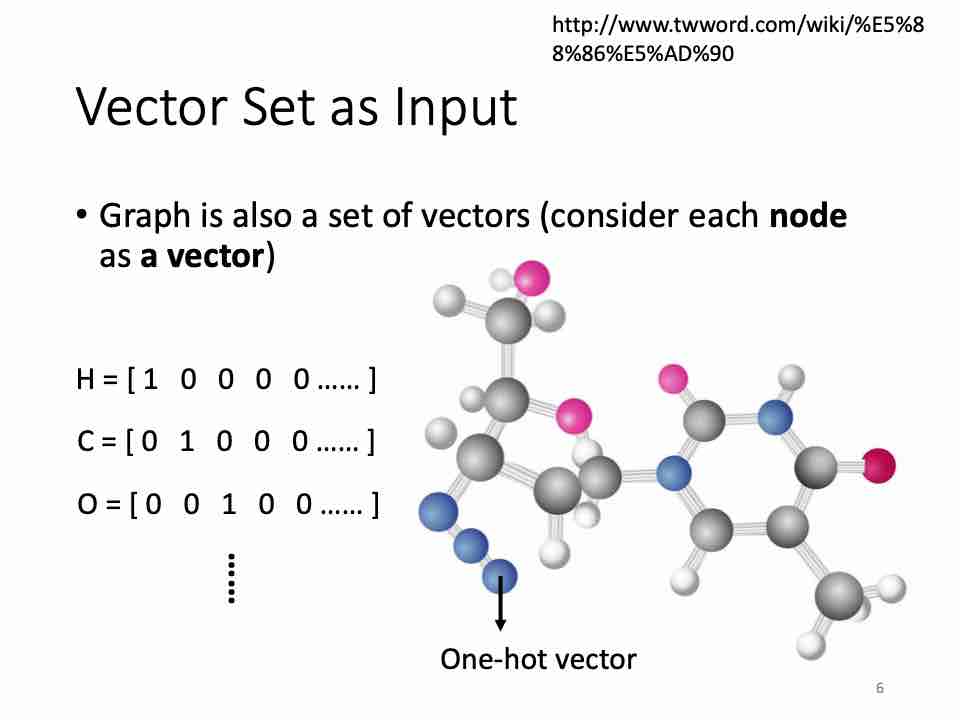 http://www.twword.com/wiki/%E5%8
8%86%E5%AD%90
Vector Set as Input
• Graph is also a set of vectors (consider each node
as a vector)
H = [ 1 0 0 0 0 …… ]
C = [ 0 1 0 0 0 …… ]
O = [ 0 0 1 0 0 …… ]
……
One-hot vector
6